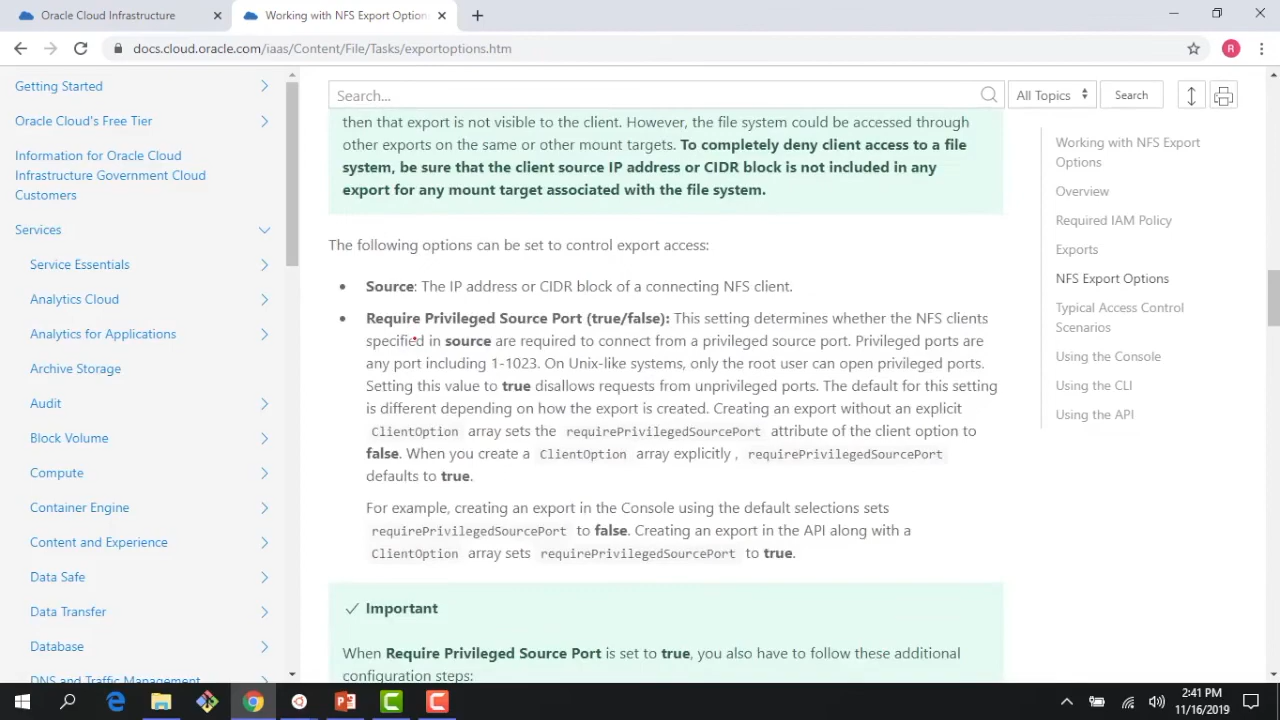 Oracle Cloud Infrastructure
Working with NFS Export Option
docs.cloud.oracle.com/iaas/Content/File/Tasks/exportoptions.htm
R
Getting Started
Oracle Cloud's Free Tier
Information for Oracle Cloud
Infrastructure Government Cloud
Customers
Services
Service Essentials
Analytics Cloud
Analytics for Applications
Archive Storage
Audit
Block Volume
Compute
Container Engine
Content and Experience
Data Safe
Data Transfer
Database
DNS and Traffic Management
Search...
All Topics
Search
then that export is not visible to the client. However, the file system could be accessed through
other exports on the same or other mount targets. To completely deny client access to a file
system, be sure that the client source IP address or CIDR block is not included in any
export for any mount target associated with the file system.
The following options can be set to control export access:
• Source: The IP address or CIDR block of a connecting NFS client.
• Require Privileged Source Port (true/false): This setting determines whether the NFS clients
specified in source are required to connect from a privileged source port. Privileged ports are
any port including 1-1023. On Unix-like systems, only the root user can open privileged ports.
Setting this value to true disallows requests from unprivileged ports. The default for this setting
is different depending on how the export is created. Creating an export without an explicit
ClientOption array sets the requirePrivilegedSourcePort attribute of the client option to
false. When you create a ClientOption array explicitly , requirePrivilegedSourcePort
defaults to true.
For example, creating an export in the Console using the default selections sets
requirePrivilegedSourcePort to false. Creating an export in the API along with a
ClientOption array sets requirePrivilegedSourcePort to true.
Important
When Require Privileged Source Port is set to true, you also have to follow these additional
configuration steps:
Working with NFS Export
Options
Overview
Required IAM Policy
Exports
NFS Export Options
Typical Access Control
Scenarios
Using the Console
Using the CLI
Using the API
2:41 PM
11/16/2019